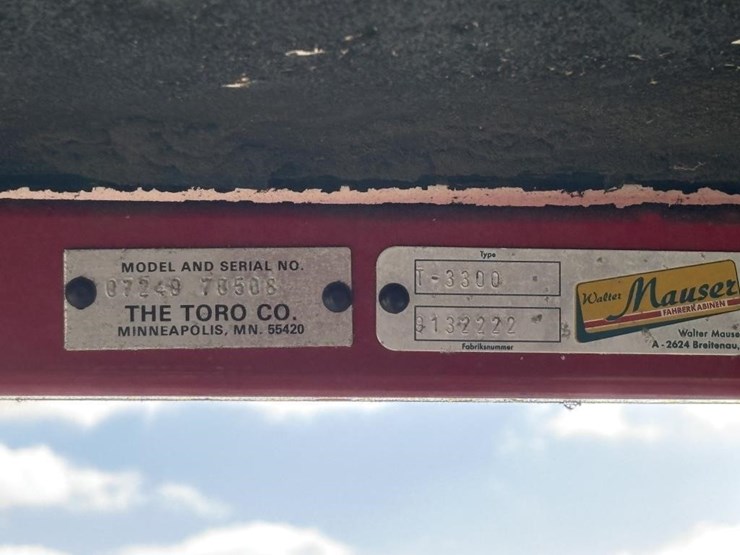 MODEL AND SERIAL NO.
07249 70508
THE TORO CO.
MINNEAPOLIS, MN. 55420
Type
T-3300
9132222
Fabriksnummer
Walter Mauser
FAHRERKABINEN
Walter Mause
A-2624 Breitenau,